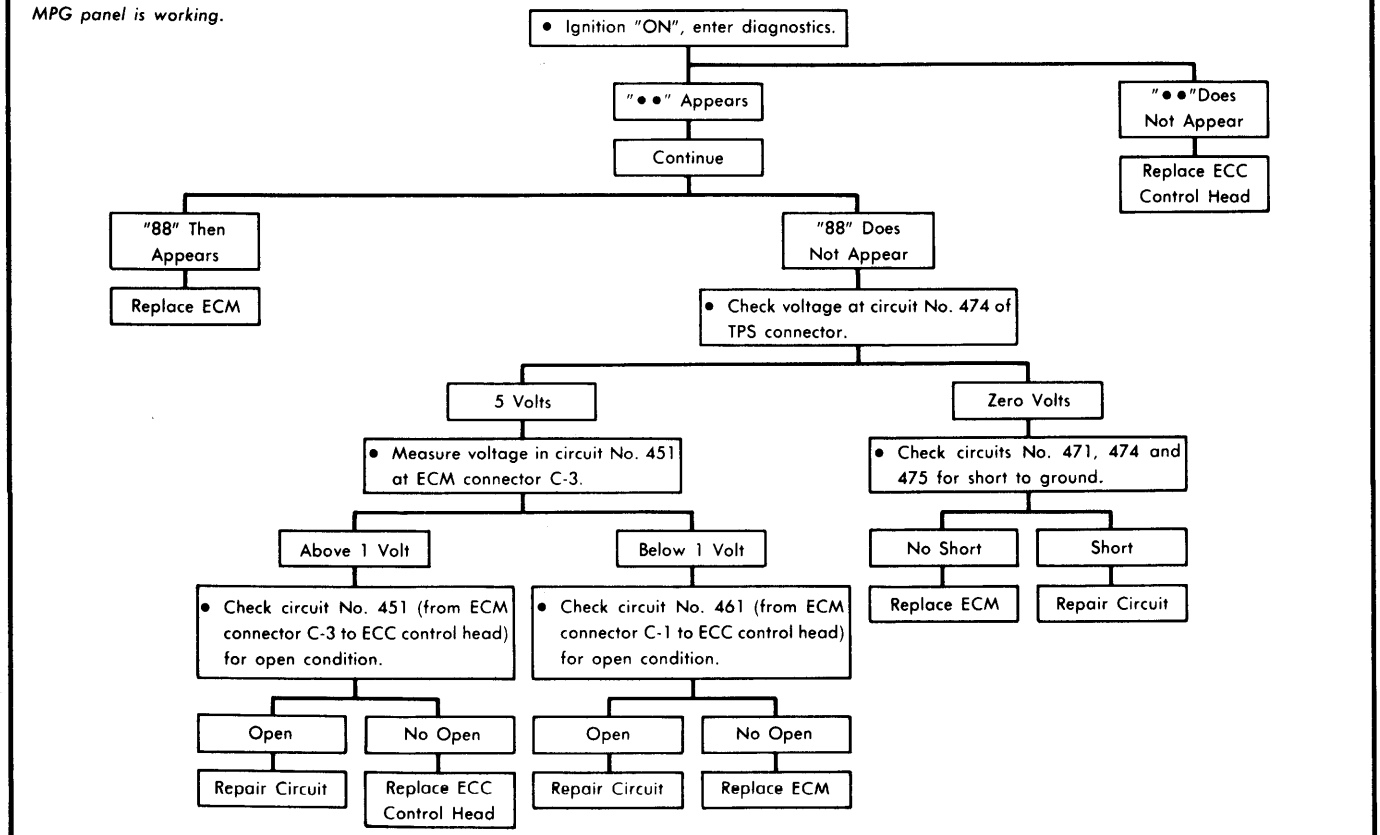 MPG panel is working.
• Ignition "ON", enter diagnostics.
"• •" Appears
"• •"Does
Not Appear
Continue
Replace ECC
Control Head
"88" Then
Appears
"88" Does
Not Appear
Replace ECM
• Check voltage at circuit No. 474 of
TPS connector.
5 Volts
Zero Volts
• Measure voltage in circuit No. 451
at ECM connector C-3.
• Check circuits No. 471, 474 and
475 for short to ground.
Above 1 Volt
Below 1 Volt
No Short
Short
• Check circuit No. 451 (from ECM
connector C-3 to ECC control head)
for open condition.
• Check circuit No. 461 (from ECM
connector C-1 to ECC control head)
for open condition.
Replace ECM
Repair Circuit
Open
No Open
Open
No Open
Repair Circuit
Replace ECC
Control Head
Repair Circuit
Replace ECM